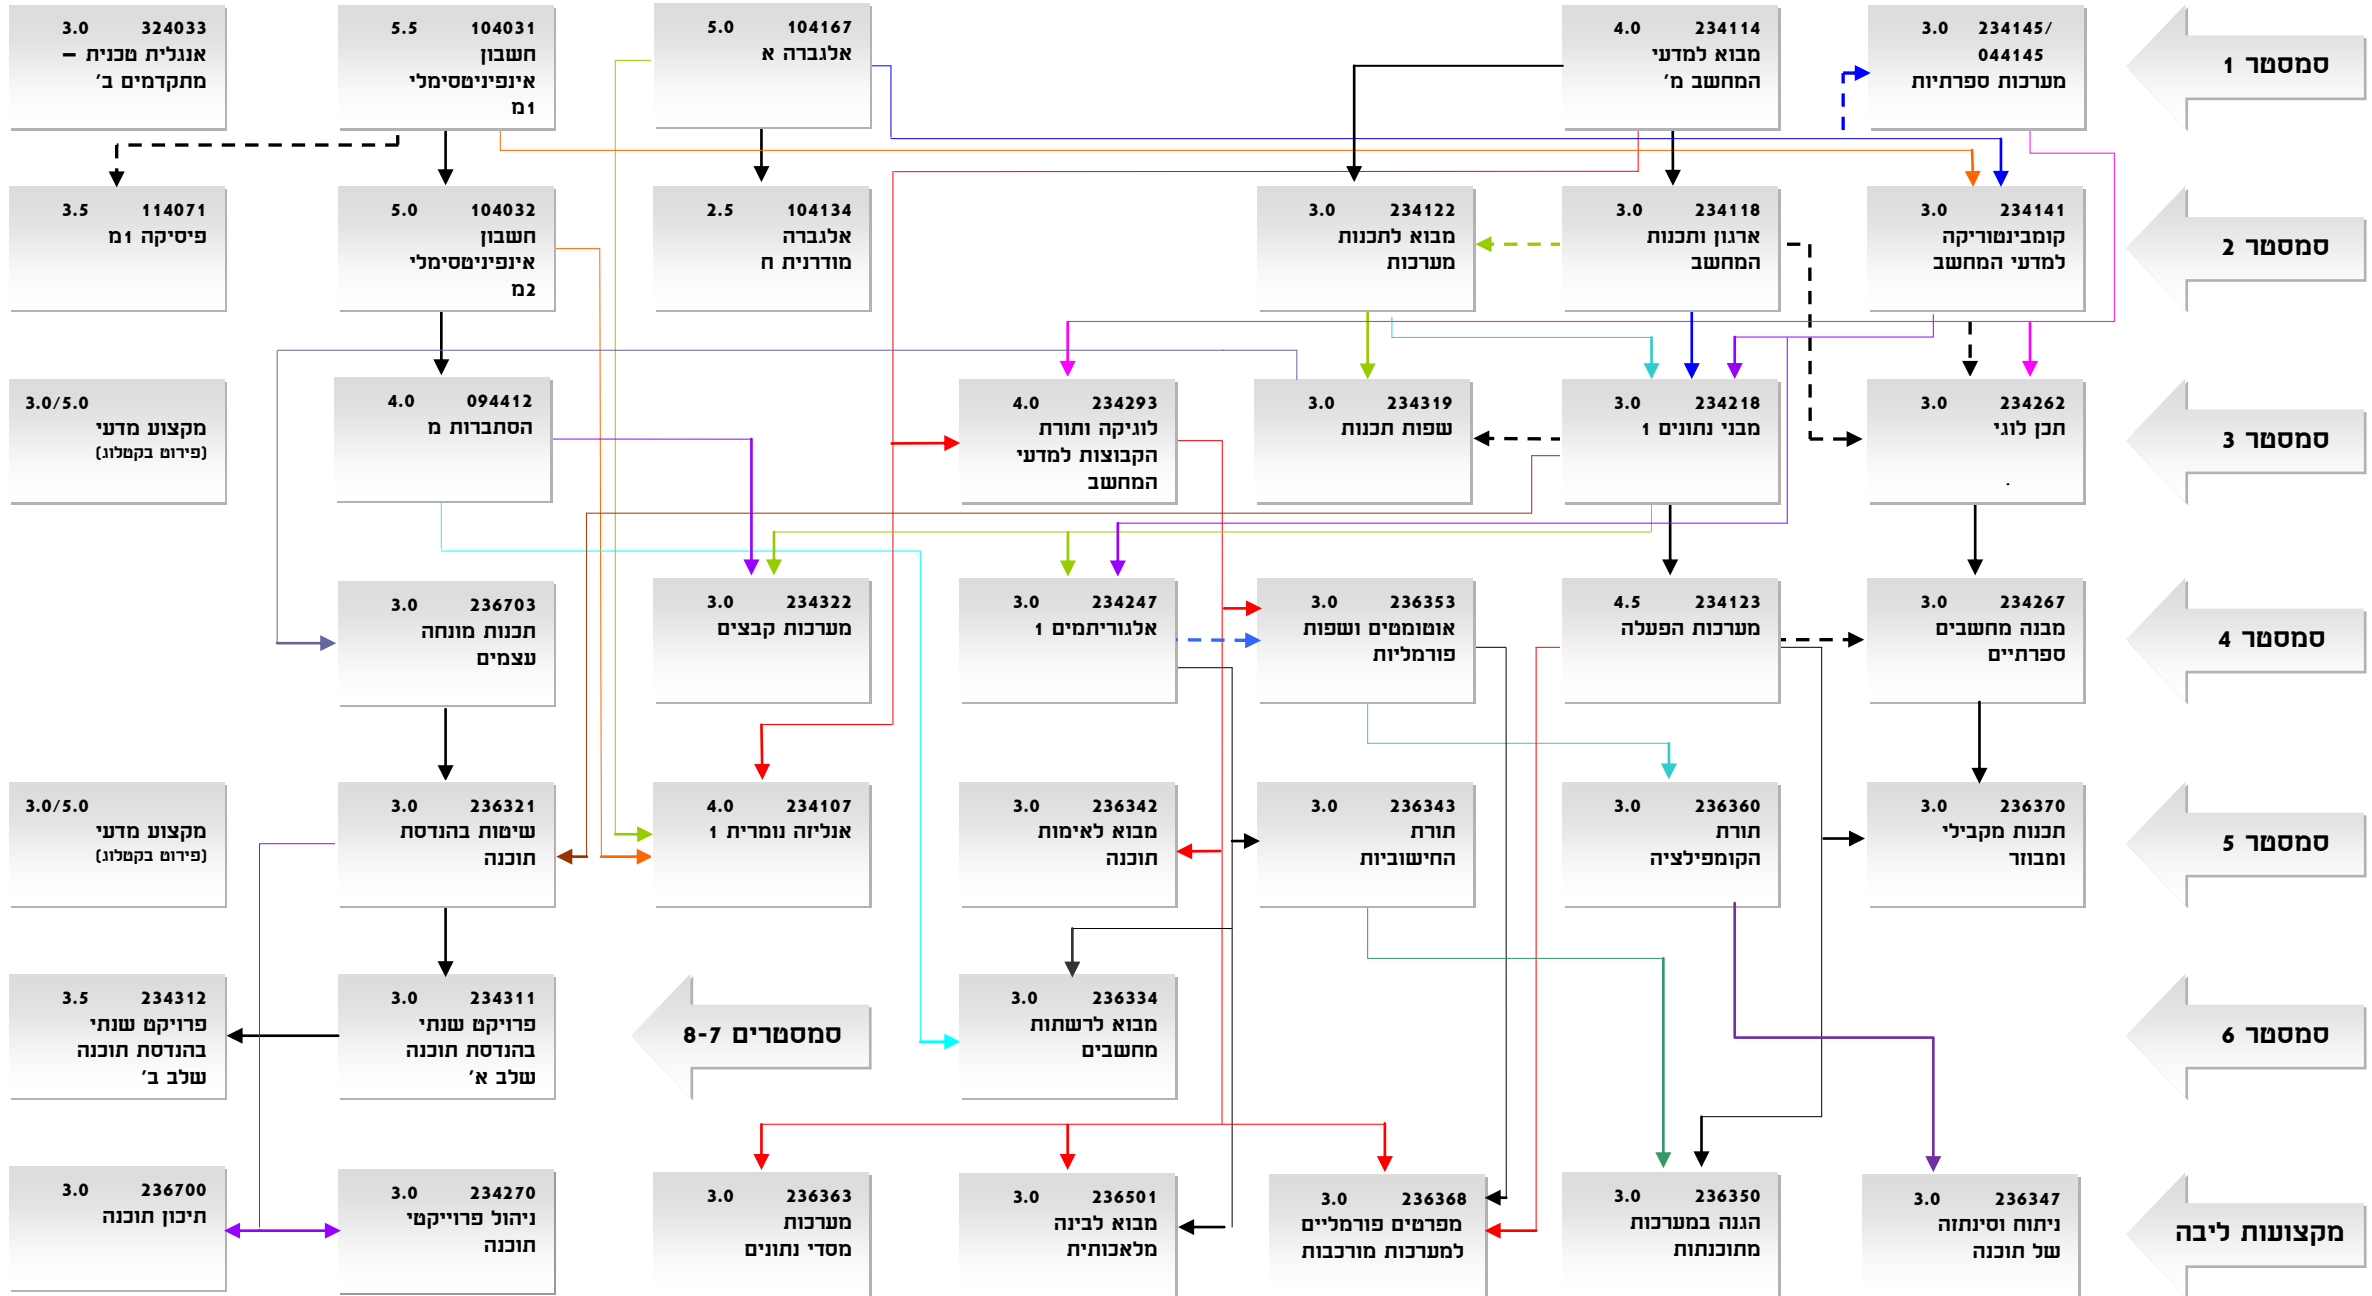 סמסטר 1
234145/ 3.0
044145
מערכות ספרתיות
234114 4.0
מבוא למדעי
המחשב מ'
104167 5.0
אלגברה א
104031 5.5
חשבון
אינפיניטסימלי
1מ
324033 3.0
אנגלית טכנית –
מתקדמים ב'
סמסטר 2
234141 3.0
קומבינטוריקה
למדעי המחשב
234118 3.0
ארגון ותכנות
המחשב
234122 3.0
מבוא לתכנות
מערכות
104134 2.5
אלגברה
מודרנית ח
104032 5.0
חשבון
אינפיניטסימלי
2מ
114071 3.5
פיסיקה 1מ
סמסטר 3
234262 3.0
תכן לוגי
.
234218 3.0
מבני נתונים 1
234319 3.0
שפות תכנות
234293 4.0
לוגיקה ותורת
הקבוצות למדעי
המחשב
094412 4.0
הסתברות מ
3.0/5.0
מקצוע מדעי
(פירוט בקטלוג)
סמסטר 4
234267 3.0
מבנה מחשבים
ספרתיים
234123 4.5
מערכות הפעלה
236353 3.0
אוטומטים ושפות
פורמליות
234247 3.0
אלגוריתמים 1
234322 3.0
מערכות קבצים
236703 3.0
תכנות מונחה
עצמים
סמסטר 5
236370 3.0
תכנות מקבילי
ומבוזר
236360 3.0
תורת
הקומפילציה
236343 3.0
תורת
החישוביות
236342 3.0
מבוא לאימות
תוכנה
234107 4.0
אנליזה נומרית 1
236321 3.0
שיטות בהנדסת
תוכנה
3.0/5.0
מקצוע מדעי
(פירוט בקטלוג)
סמסטר 6
236334 3.0
מבוא לרשתות
מחשבים
סמסטרים 8-7
234311 3.0
פרויקט שנתי
בהנדסת תוכנה
שלב א'
234312 3.5
פרויקט שנתי
בהנדסת תוכנה
שלב ב'
מקצועות ליבה
236347 3.0
ניתוח וסינתזה
של תוכנה
236350 3.0
הגנה במערכות
מתוכנתות
236368 3.0
מפרטים פורמליים
למערכות מורכבות
236501 3.0
מבוא לבינה
מלאכותית
236363 3.0
מערכות
מסדי נתונים
234270 3.0
ניהול פרוייקטי
תוכנה
236700 3.0
תיכון תוכנה